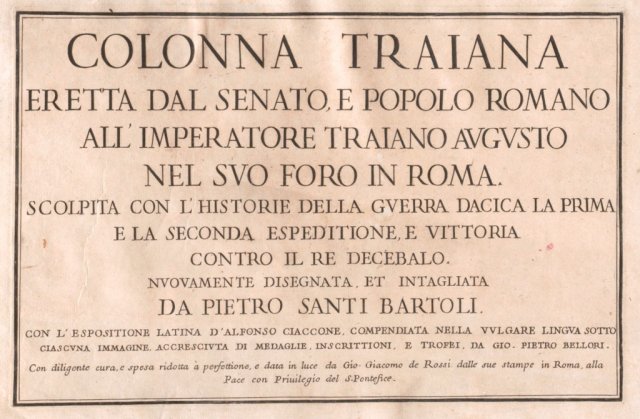 COLONNA TRAIANA
ERETTA DAL SENATO, E POPOLO ROMANO
ALL'IMPERATORE TRAIANO AVGVSTO
NEL SVO FORO IN ROMA.
SCOLPITA CON L'HISTORIE DELLA GVERRA DACICA LA PRIMA
E LA SECONDA ESPEDITIONE, E VITTORIA
CONTRO IL RE DECEBALO.
NVOVAMENTE DISEGNATA, ET INTAGLIATA
DA PIETRO SANTI BARTOLI.
CON L'ESPOSITIONE LATINA D'ALFONSO CIACCONE, COMPENDIATA NELLA VVLGARE LINGVA SOTTO
CIASCVNA IMMAGINE, ACCRESCIVTA DI MEDAGLIE, INSCRITTIONI, E TROFEI, DA GIO. PIETRO BELLORI.
Con diligente cura, e spesa ridotta à perfettione, e data in luce da Gio. Giacomo de Rossi dalle sue stampe in Roma, alla
Pace con Priuilegio del S. Pontefice.